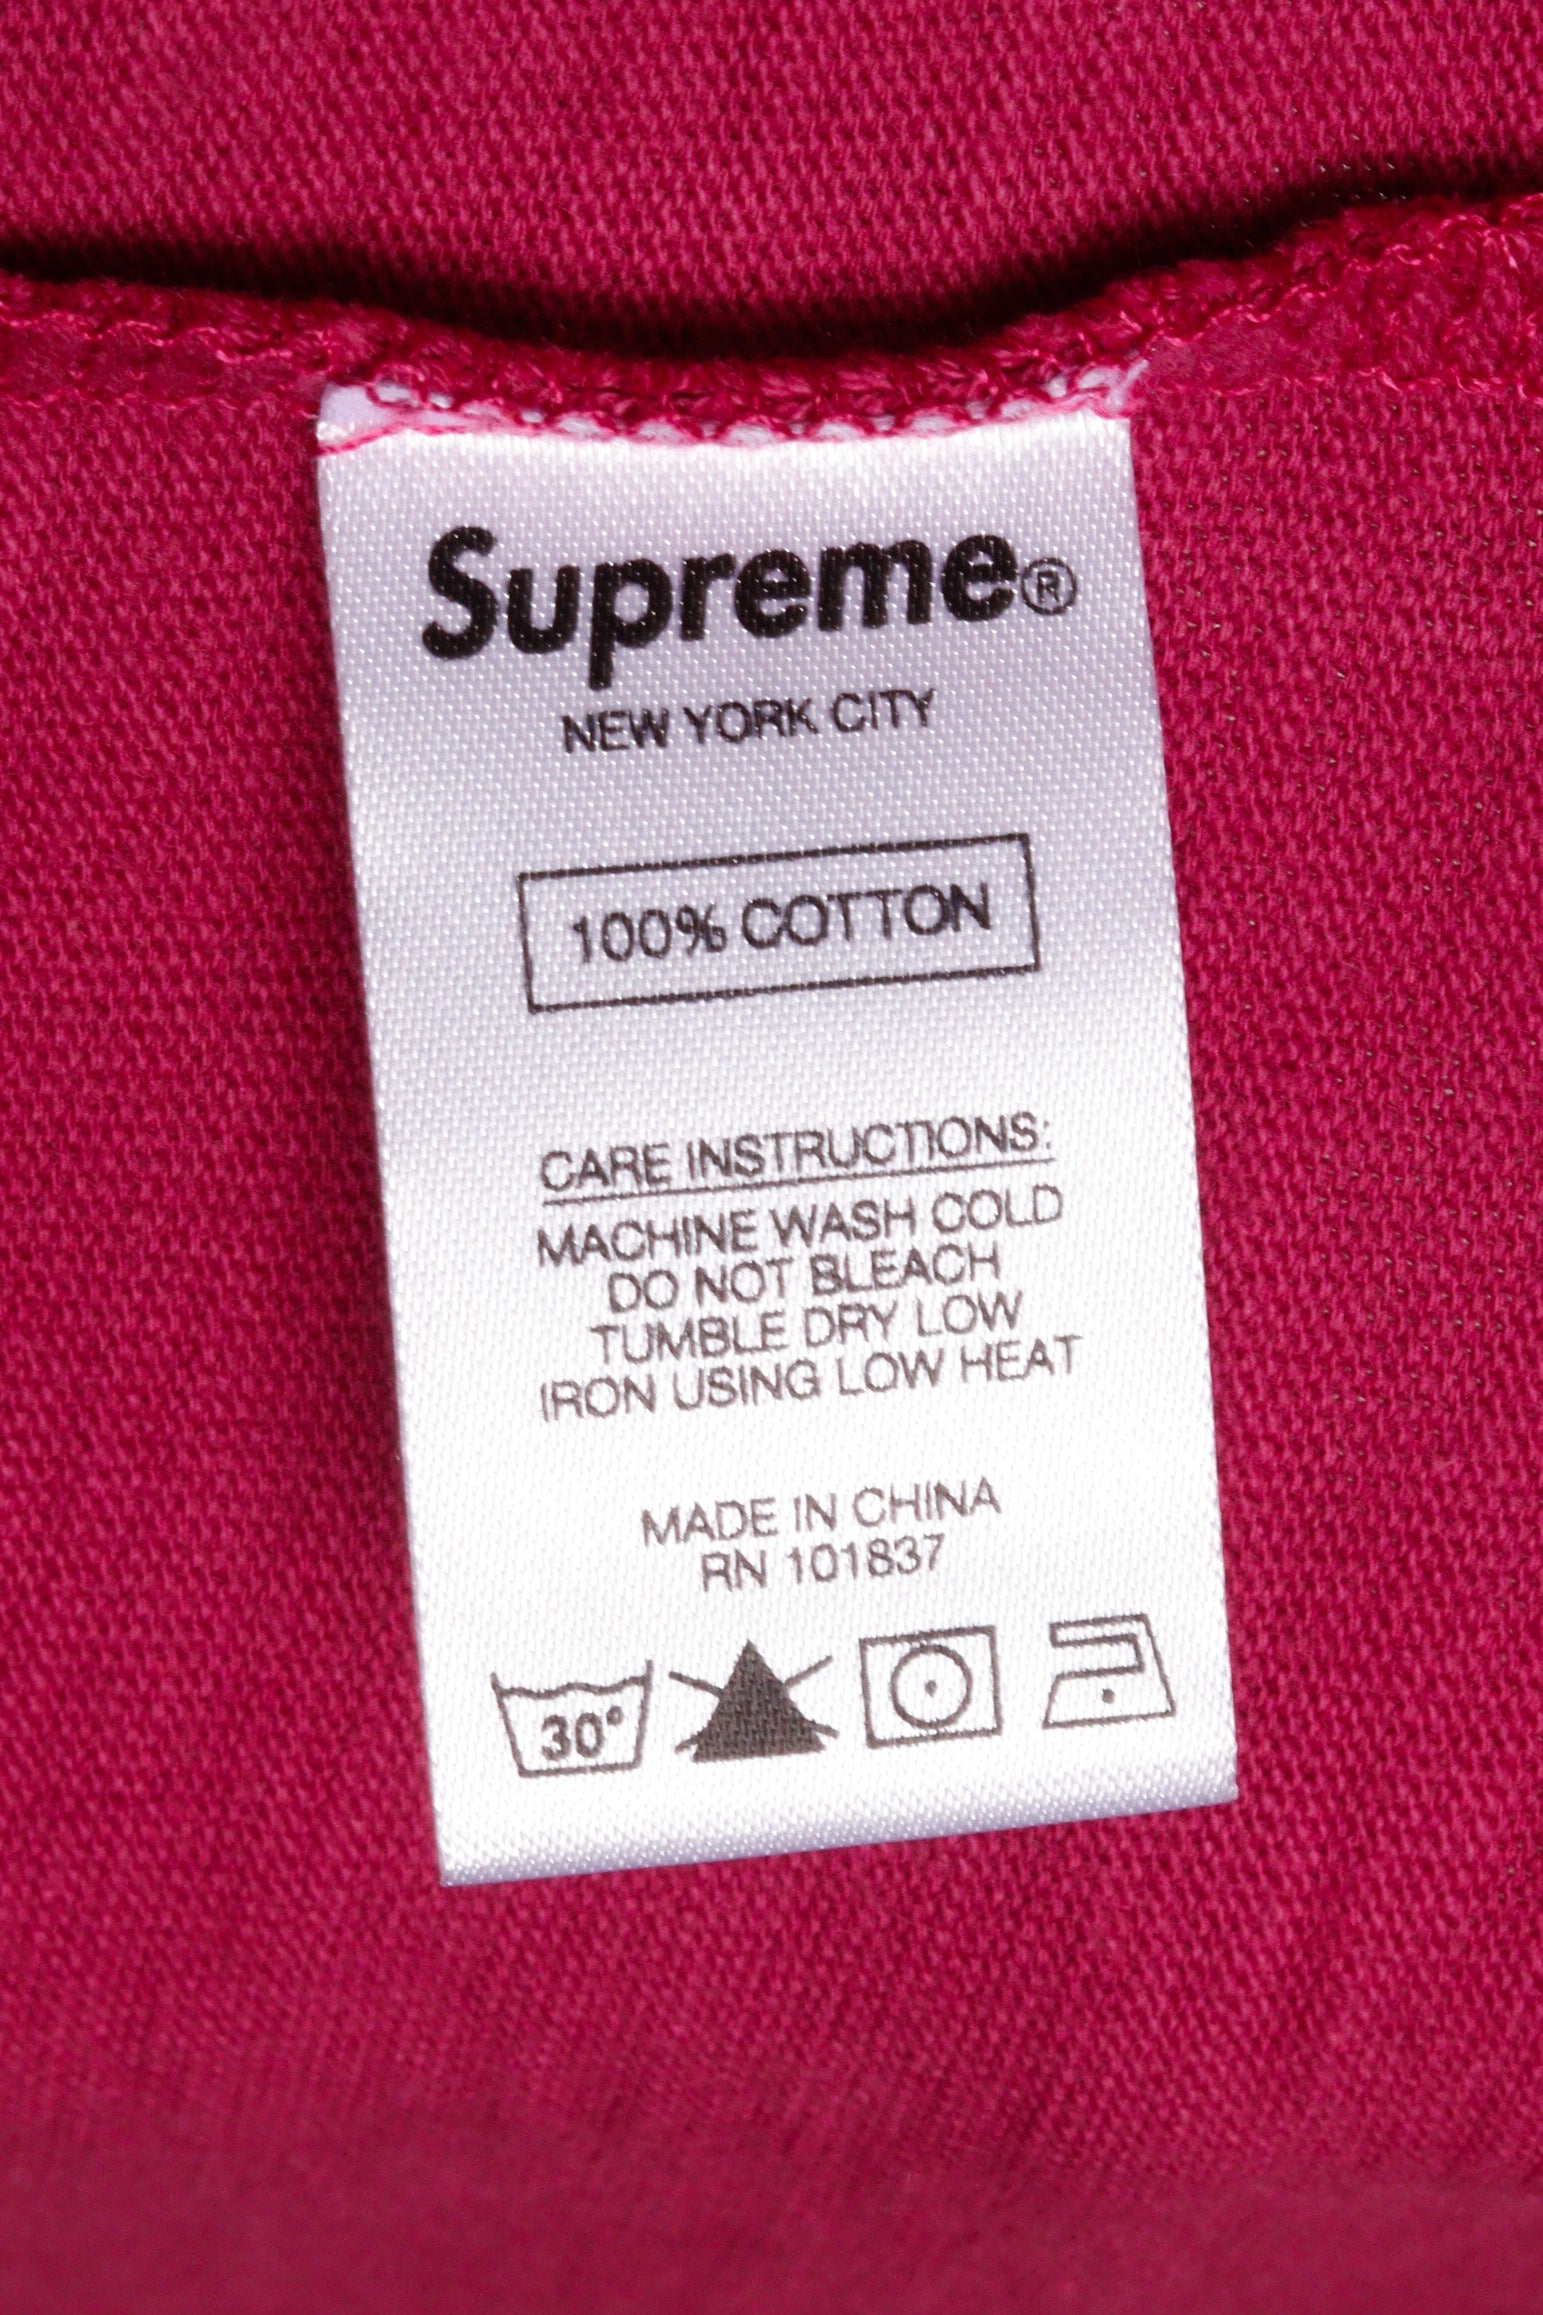 Supreme®
NEW YORK CITY
100% COTTON
CARE INSTRUCTIONS:
MACHINE WASH COLD
DO NOT BLEACH
TUMBLE DRY LOW
IRON USING LOW HEAT
MADE IN CHINA
RN 101837
30°